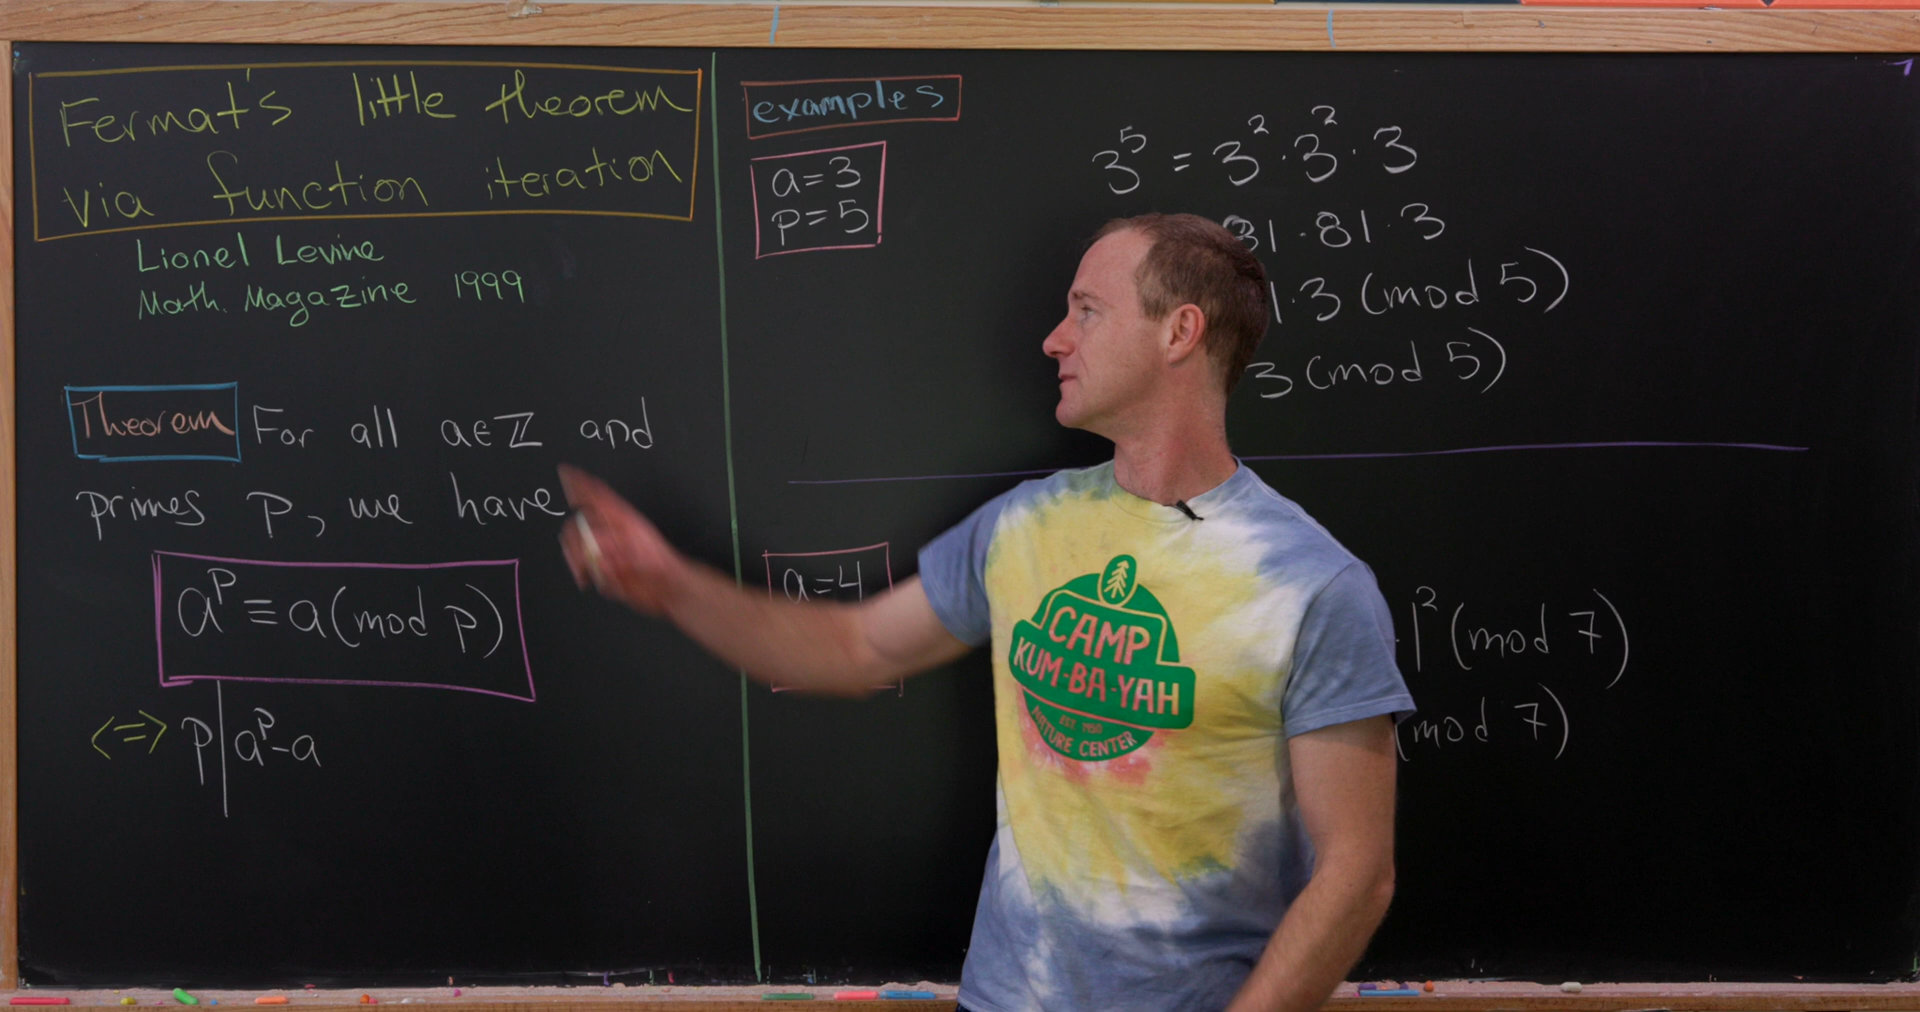 Fermat's little theorem
via function iteration
Lionel Levine
Math. Magazine 1999
Theorem For all a∈ℤ and
primes p, we have
a^p ≡ a (mod p)
<=> p | a^p - a
examples
a=3
p=5
3^5 = 3^2 · 3^2 · 3
81 · 81 · 3
1 · 3 (mod 5)
3 (mod 5)
a=4
· 1^2 (mod 7)
(mod 7)
CAMP
KUM-BA-YAH
EST 1950
NATURE CENTER